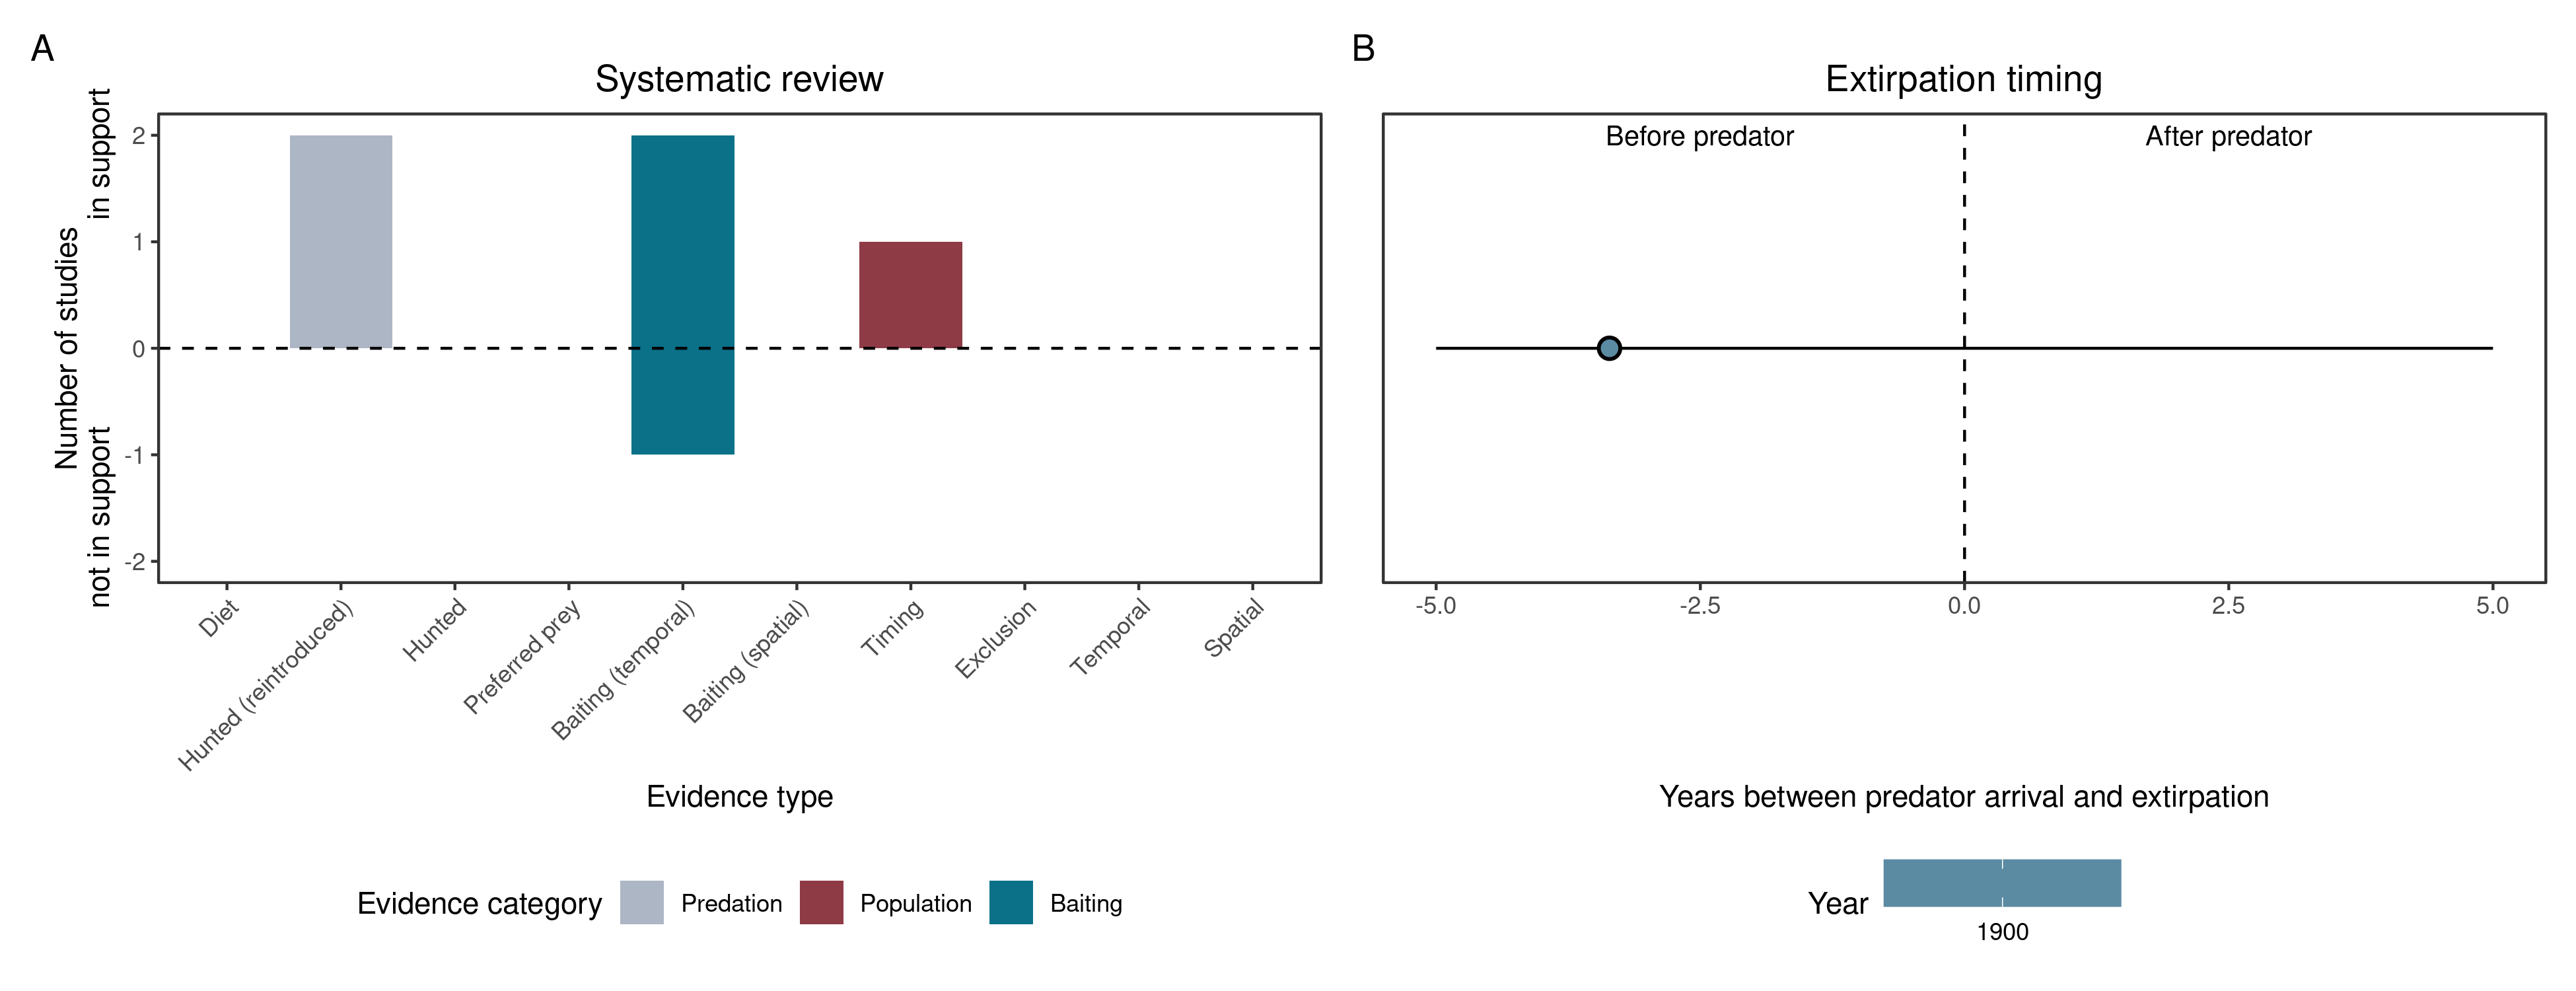 A
Systematic review
Number of studies
not in support
in support
2
1
0
-1
-2
Diet
Hunted (reintroduced)
Hunted
Preferred prey
Baiting (temporal)
Baiting (spatial)
Timing
Exclusion
Temporal
Spatial
Evidence type
Evidence category
Predation
Population
Baiting
B
Extirpation timing
Before predator
After predator
-5.0
-2.5
0.0
2.5
5.0
Years between predator arrival and extirpation
Year
1900